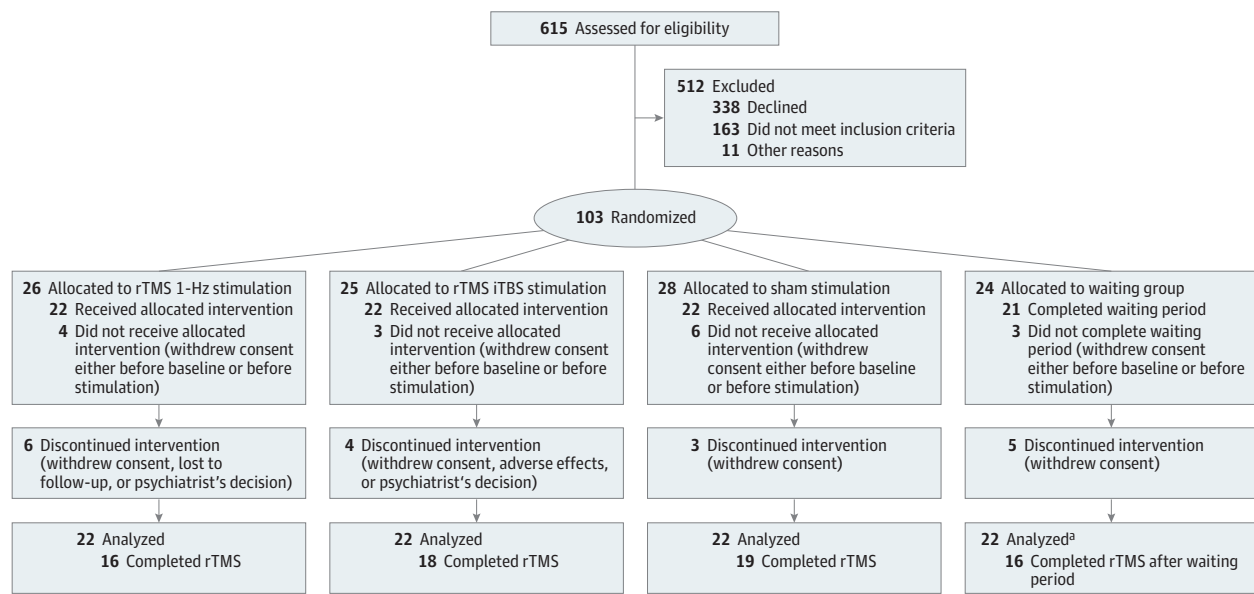 615 Assessed for eligibility
512 Excluded
338 Declined
163 Did not meet inclusion criteria
11 Other reasons
103 Randomized
26 Allocated to rTMS 1-Hz stimulation
22 Received allocated intervention
4 Did not receive allocated
intervention (withdrew consent
either before baseline or before
stimulation)
25 Allocated to rTMS iTBS stimulation
22 Received allocated intervention
3 Did not receive allocated
intervention (withdrew consent
either before baseline or before
stimulation)
28 Allocated to sham stimulation
22 Received allocated intervention
6 Did not receive allocated
intervention (withdrew
consent either before baseline
or before stimulation)
24 Allocated to waiting group
21 Completed waiting period
3 Did not complete waiting
period (withdrew consent
either before baseline or before
stimulation)
6 Discontinued intervention
(withdrew consent, lost to
follow-up, or psychiatrist's decision)
4 Discontinued intervention
(withdrew consent, adverse effects,
or psychiatrist's decision)
3 Discontinued intervention
(withdrew consent)
5 Discontinued intervention
(withdrew consent)
22 Analyzed
16 Completed rTMS
22 Analyzed
18 Completed rTMS
22 Analyzed
19 Completed rTMS
22 Analyzedᵃ
16 Completed rTMS after waiting
period